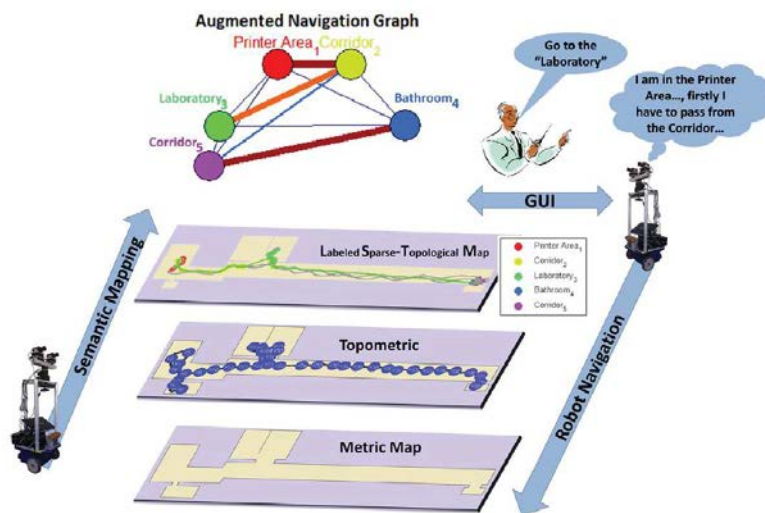 Augmented Navigation Graph
Printer Area1
Corridor2
Laboratory3
Bathroom4
Corridor5
Go to the
"Laboratory"
I am in the Printer
Area..., firstly I
have to pass from
the Corridor...
GUI
Semantic Mapping
Labeled Sparse-Topological Map
Printer Area1
Corridor2
Laboratory3
Bathroom4
Corridor5
Topometric
Robot Navigation
Metric Map